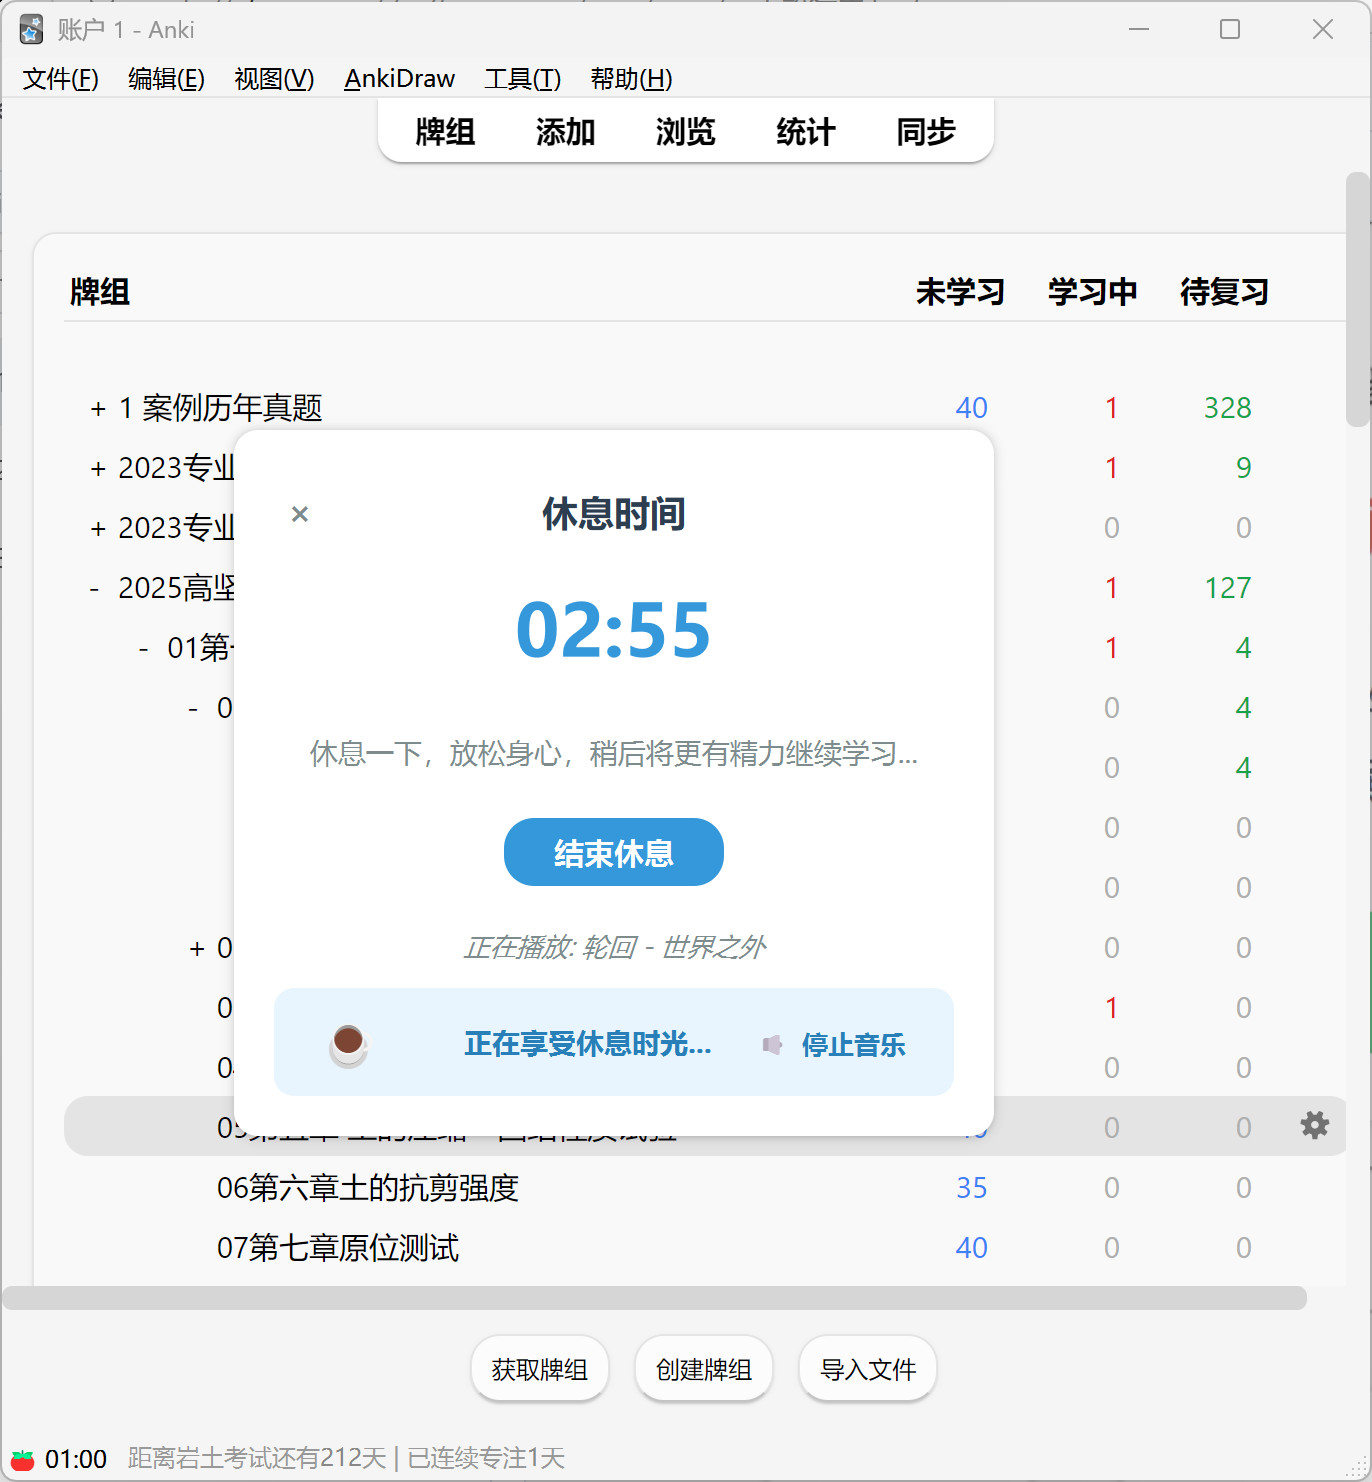 账户 1 - Anki
文件(F) 编辑(E) 视图(V) AnkiDraw 工具(T) 帮助(H)
牌组 添加 浏览 统计 同步
牌组 未学习 学习中 待复习
+ 1 案例历年真题 40 1 328
+ 2023专业 1 9
+ 2023专业 0 0
- 2025高坚 1 127
- 01第 1 4
- 0 0 4
0 4
0 0
0 0
+ 0 0 0
0 1 0
0 0 0
05第五章 0 0
06第六章土的抗剪强度 35 0 0
07第七章原位测试 40 0 0
× 休息时间
02:55
休息一下，放松身心，稍后将更有精力继续学习...
结束休息
正在播放: 轮回 - 世界之外
正在享受休息时光... 停止音乐
获取牌组 创建牌组 导入文件
01:00 距离岩土考试还有212天 | 已连续专注1天